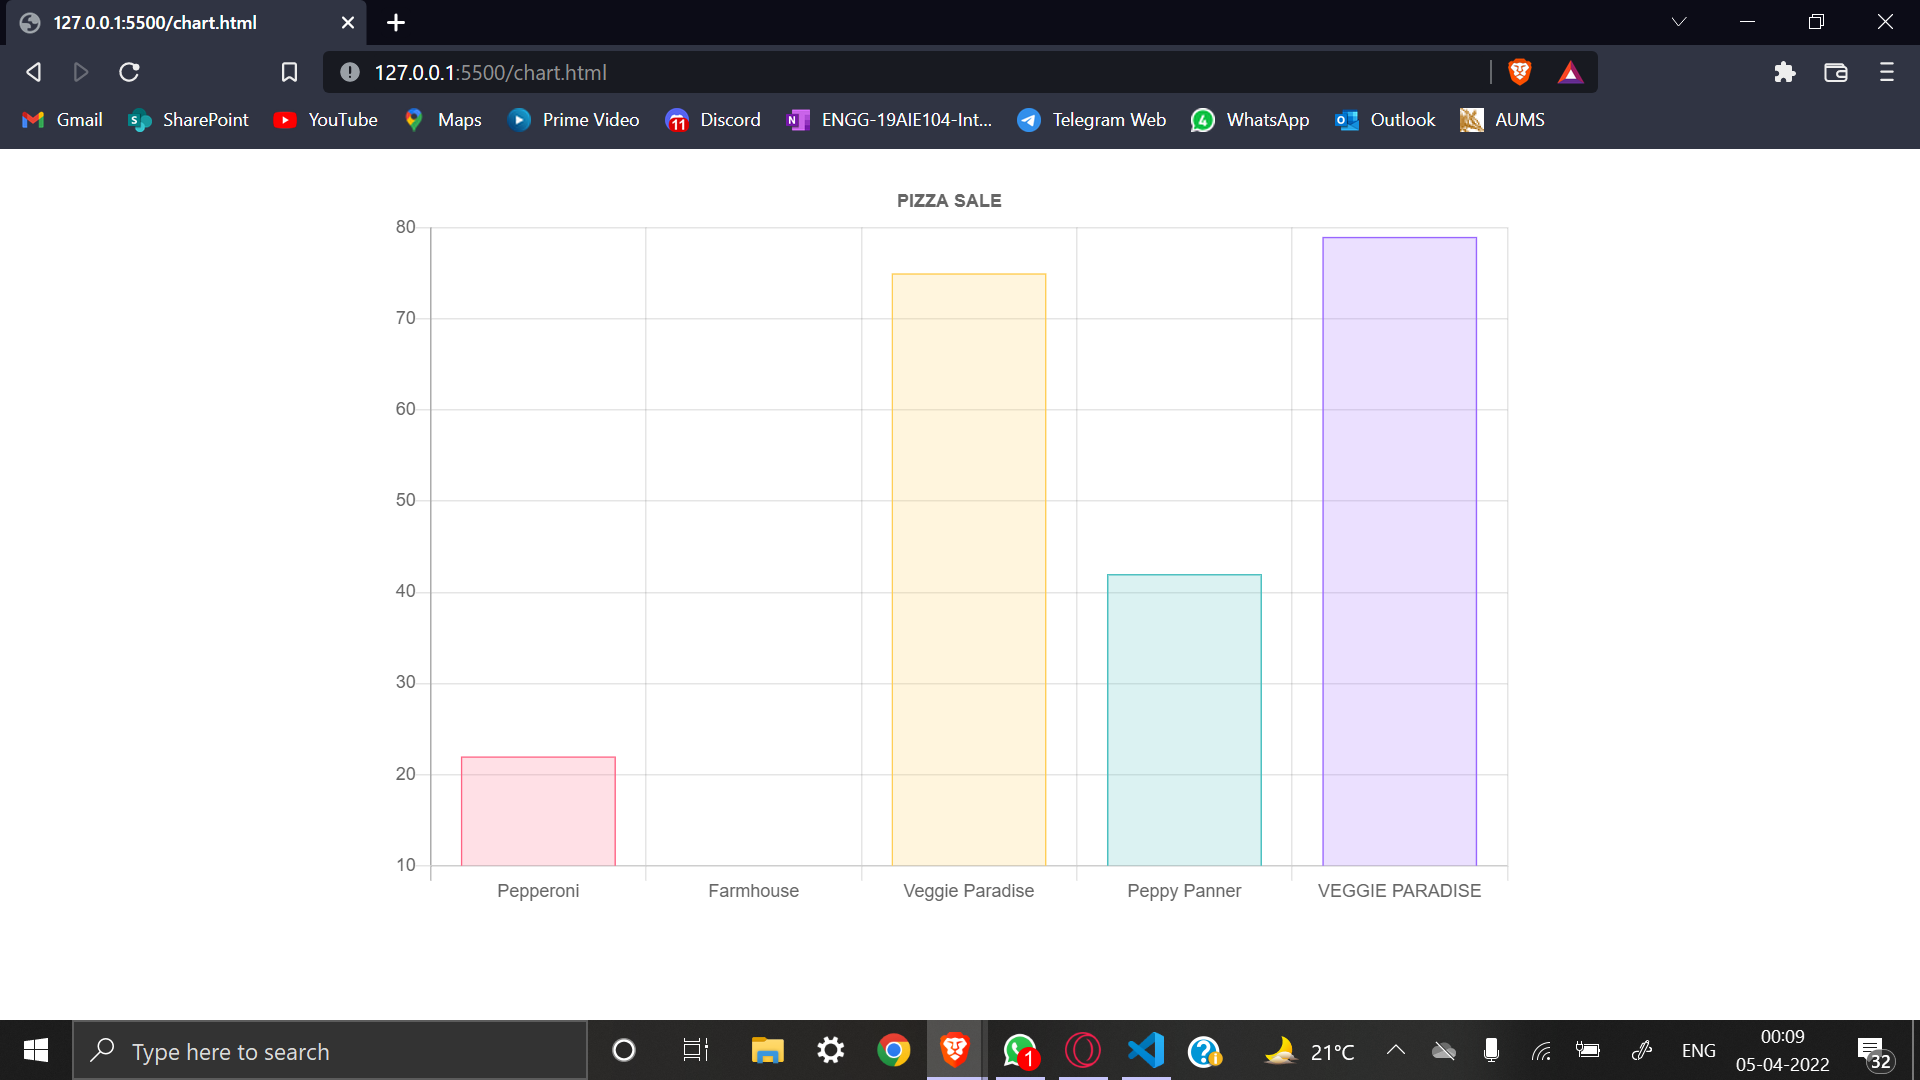 127.0.0.1:5500/chart.html
127.0.0.1:5500/chart.html
Gmail SharePoint YouTube Maps Prime Video 11 Discord ENGG-19AIE104-Int... Telegram Web 4 WhatsApp Outlook AUMS
PIZZA SALE
80
70
60
50
40
30
20
10
Pepperoni Farmhouse Veggie Paradise Peppy Panner VEGGIE PARADISE
Type here to search 1 21°C ENG 00:09
05-04-2022 32